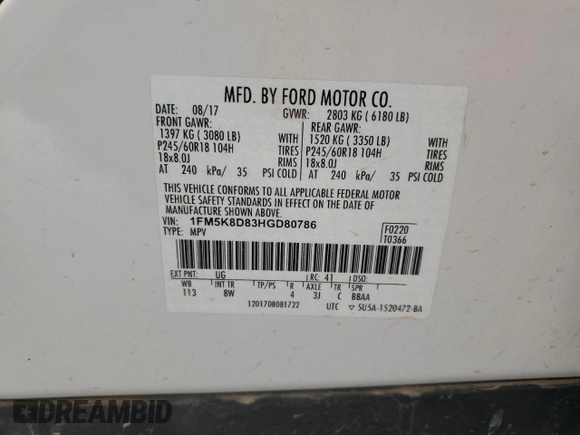 MFD. BY FORD MOTOR CO.
DATE: 08/17 GVWR: 2803 KG ( 6180 LB)
FRONT GAWR: REAR GAWR:
1397 KG ( 3080 LB) WITH 1520 KG ( 3350 LB) WITH
P245/60R18 104H TIRES P245/60R18 104H TIRES
18x8.0J RIMS 18x8.0J RIMS
AT 240 kPa/ 35 PSI COLD AT 240 kPa/ 35 PSI COLD
THIS VEHICLE CONFORMS TO ALL APPLICABLE FEDERAL MOTOR
VEHICLE SAFETY STANDARDS IN EFFECT ON THE DATE OF
MANUFACTURE SHOWN ABOVE.
VIN: 1FM5K8D83HGD80786 F0220
TYPE: MPV T0366
EXT PNT: UG RC: 41 DSO:
WB INT TR TP/PS R AXLE TR SPR
113 8W 4 3J C BBAA
1201708081722 UTC ▽ 5U5A-1520472-BA
DREAMBID